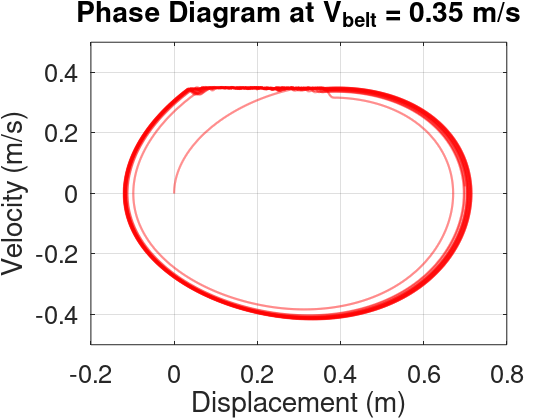 Phase Diagram at Vbelt = 0.35 m/s
Velocity (m/s)
0.4
0.2
0
-0.2
-0.4
-0.2 0 0.2 0.4 0.6 0.8
Displacement (m)